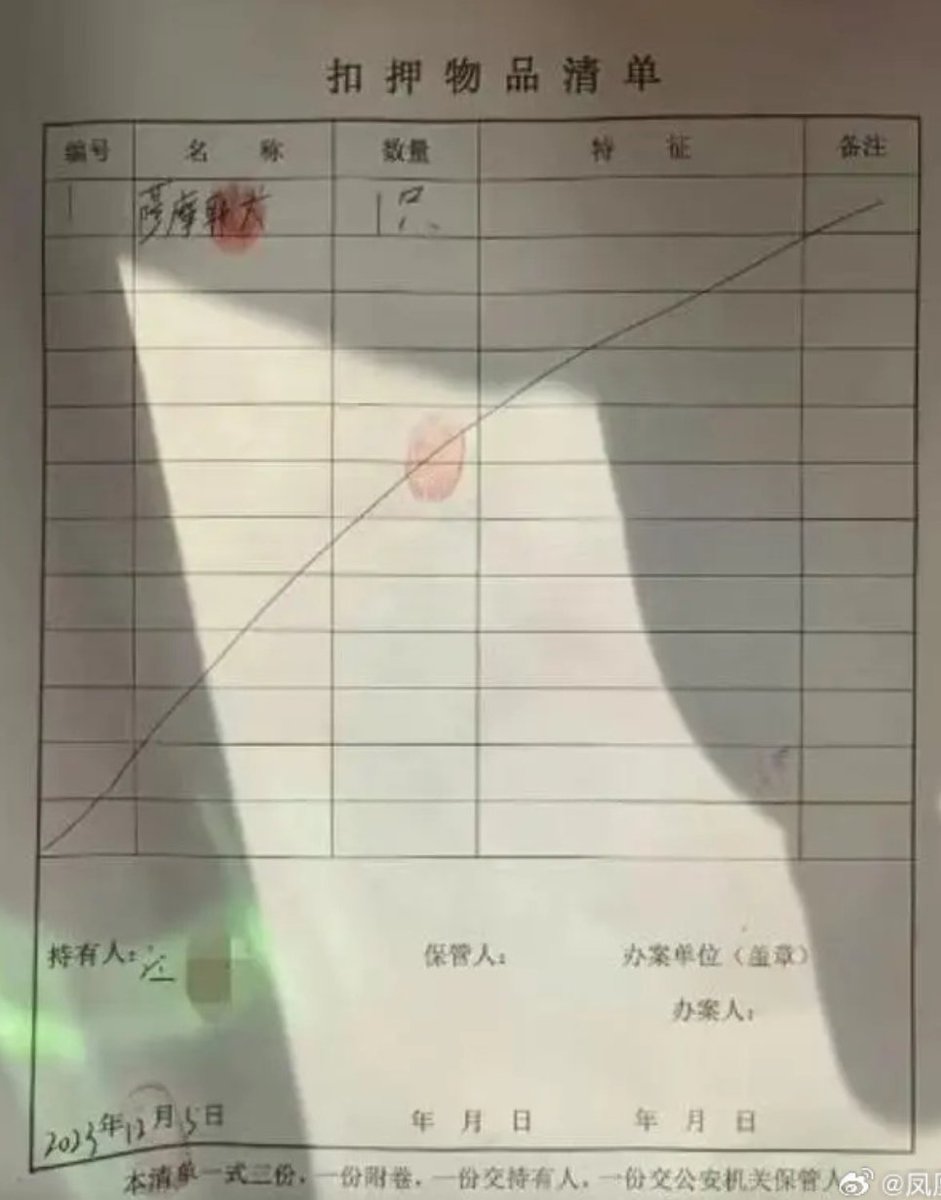 扣押物品清单
编号 名称 数量 特征 备注
1 萨摩耶犬 1只
持有人: 保管人: 办案单位(盖章)
办案人:
2023年12月15日 年 月 日 年 月 日
本清单一式三份,一份附卷,一份交持有人,一份交公安机关保管人
@凤